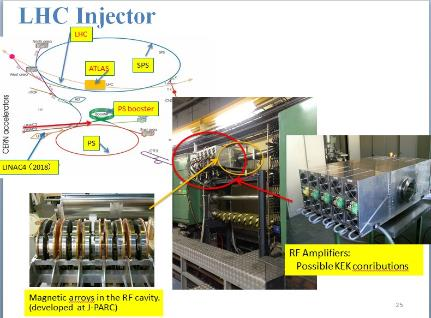 LHC Injector
LHC
ATLAS
SPS
PS booster
PS
LINAC4 (2018)
CERN accelerators
RF Amplifiers:
Possible KEK conributions
Magnetic arroys in the RF cavity.
(developed at J-PARC)
25